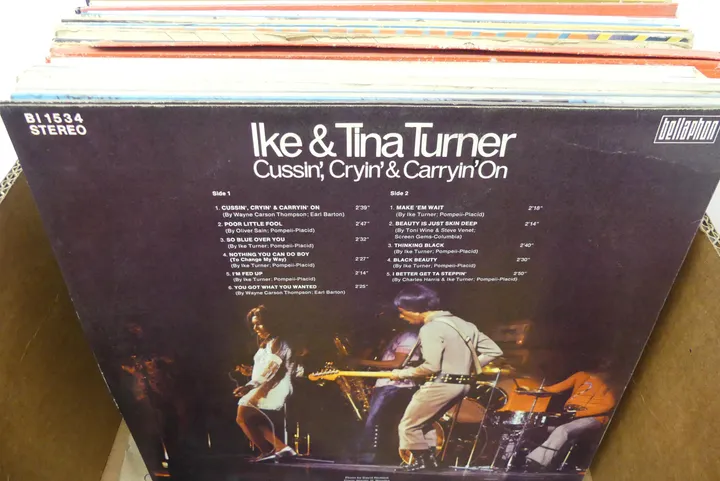 BI 1534
STEREO
bellaphon
Ike & Tina Turner
Cussin', Cryin' & Carryin' On
Side 1
1. CUSSIN', CRYIN' & CARRYIN' ON 2'39"
(By Wayne Carson Thompson; Earl Barton)
2. POOR LITTLE FOOL 2'47"
(By Oliver Sain; Pompeii-Placid)
3. SO BLUE OVER YOU 2'32"
(By Ike Turner; Pompeii-Placid)
4. NOTHING YOU CAN DO BOY
(To Change My Way) 2'27"
(By Ike Turner; Pompeii-Placid)
5. I'M FED UP 2'14"
(By Ike Turner; Pompeii-Placid)
6. YOU GOT WHAT YOU WANTED 2'25"
(By Wayne Carson Thompson; Earl Barton)
Side 2
1. MAKE 'EM WAIT 2'18"
(By Ike Turner; Pompeii-Placid)
2. BEAUTY IS JUST SKIN DEEP 2'14"
(By Toni Wine & Steve Venet;
Screen Gems-Columbia)
3. THINKING BLACK 2'40"
(By Ike Turner; Pompeii-Placid)
4. BLACK BEAUTY 2'30"
(By Ike Turner; Pompeii-Placid)
5. I BETTER GET TA STEPPIN'
(By Charles Harris & Ike Turner; Pompeii-Placid)